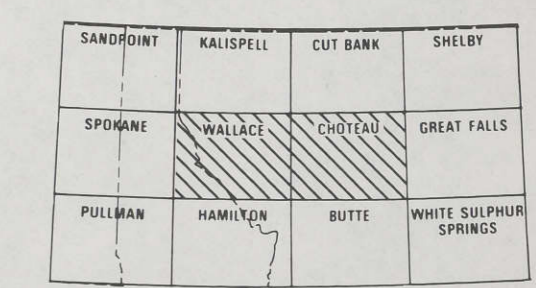 SANDPOINT KALISPELL CUT BANK SHELBY
SPOKANE WALLACE CHOTEAU GREAT FALLS
PULLMAN HAMILTON BUTTE WHITE SULPHUR
SPRINGS